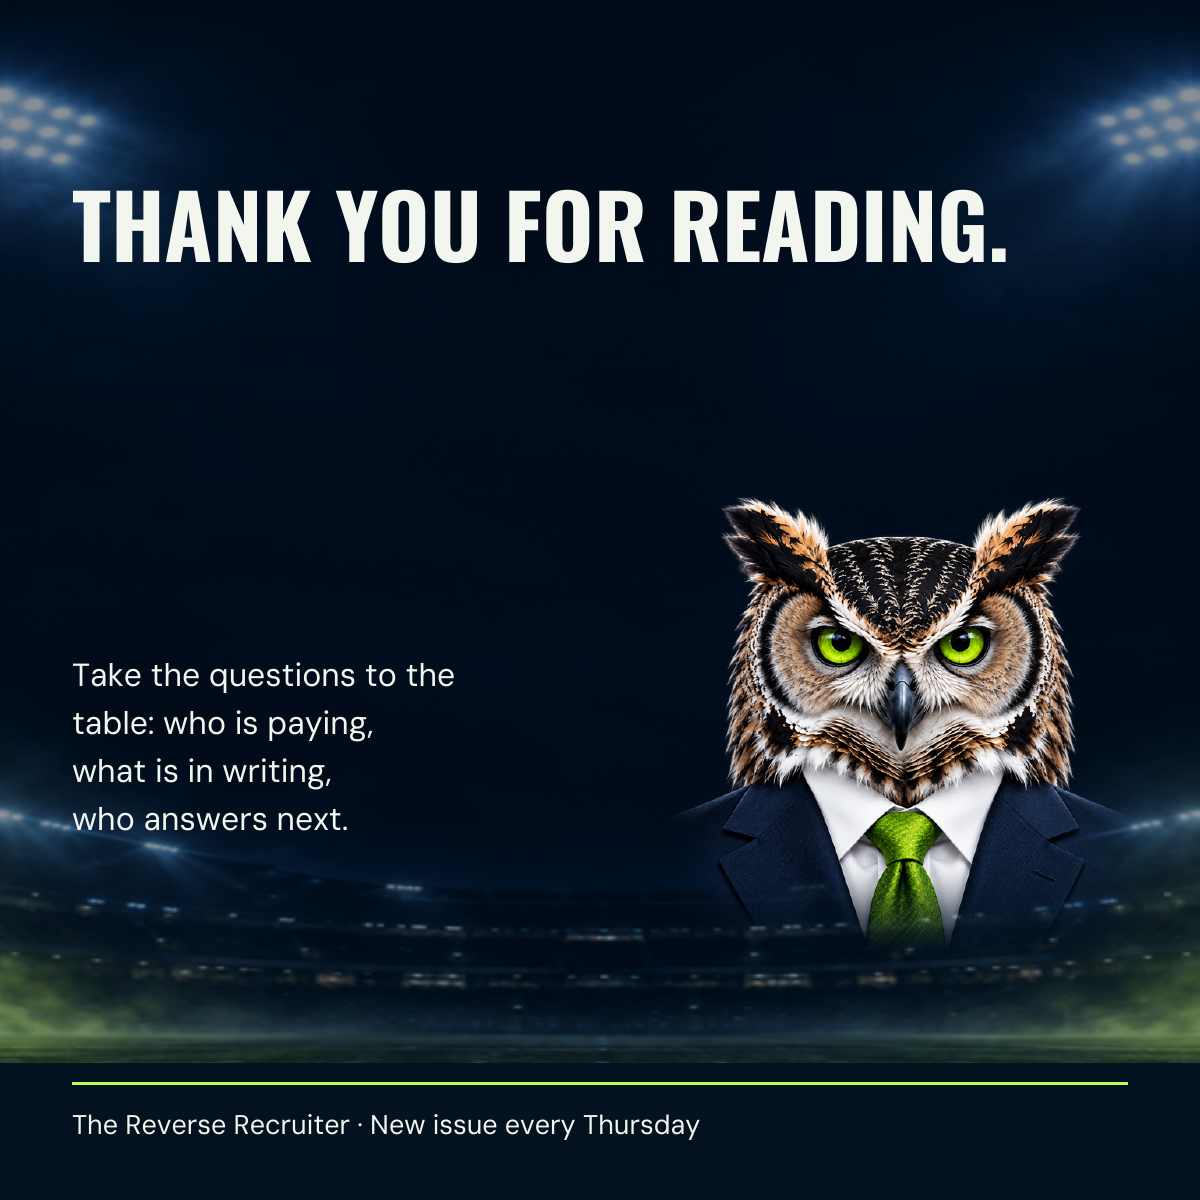 THANK YOU FOR READING.
Take the questions to the
table: who is paying,
what is in writing,
who answers next.
The Reverse Recruiter · New issue every Thursday